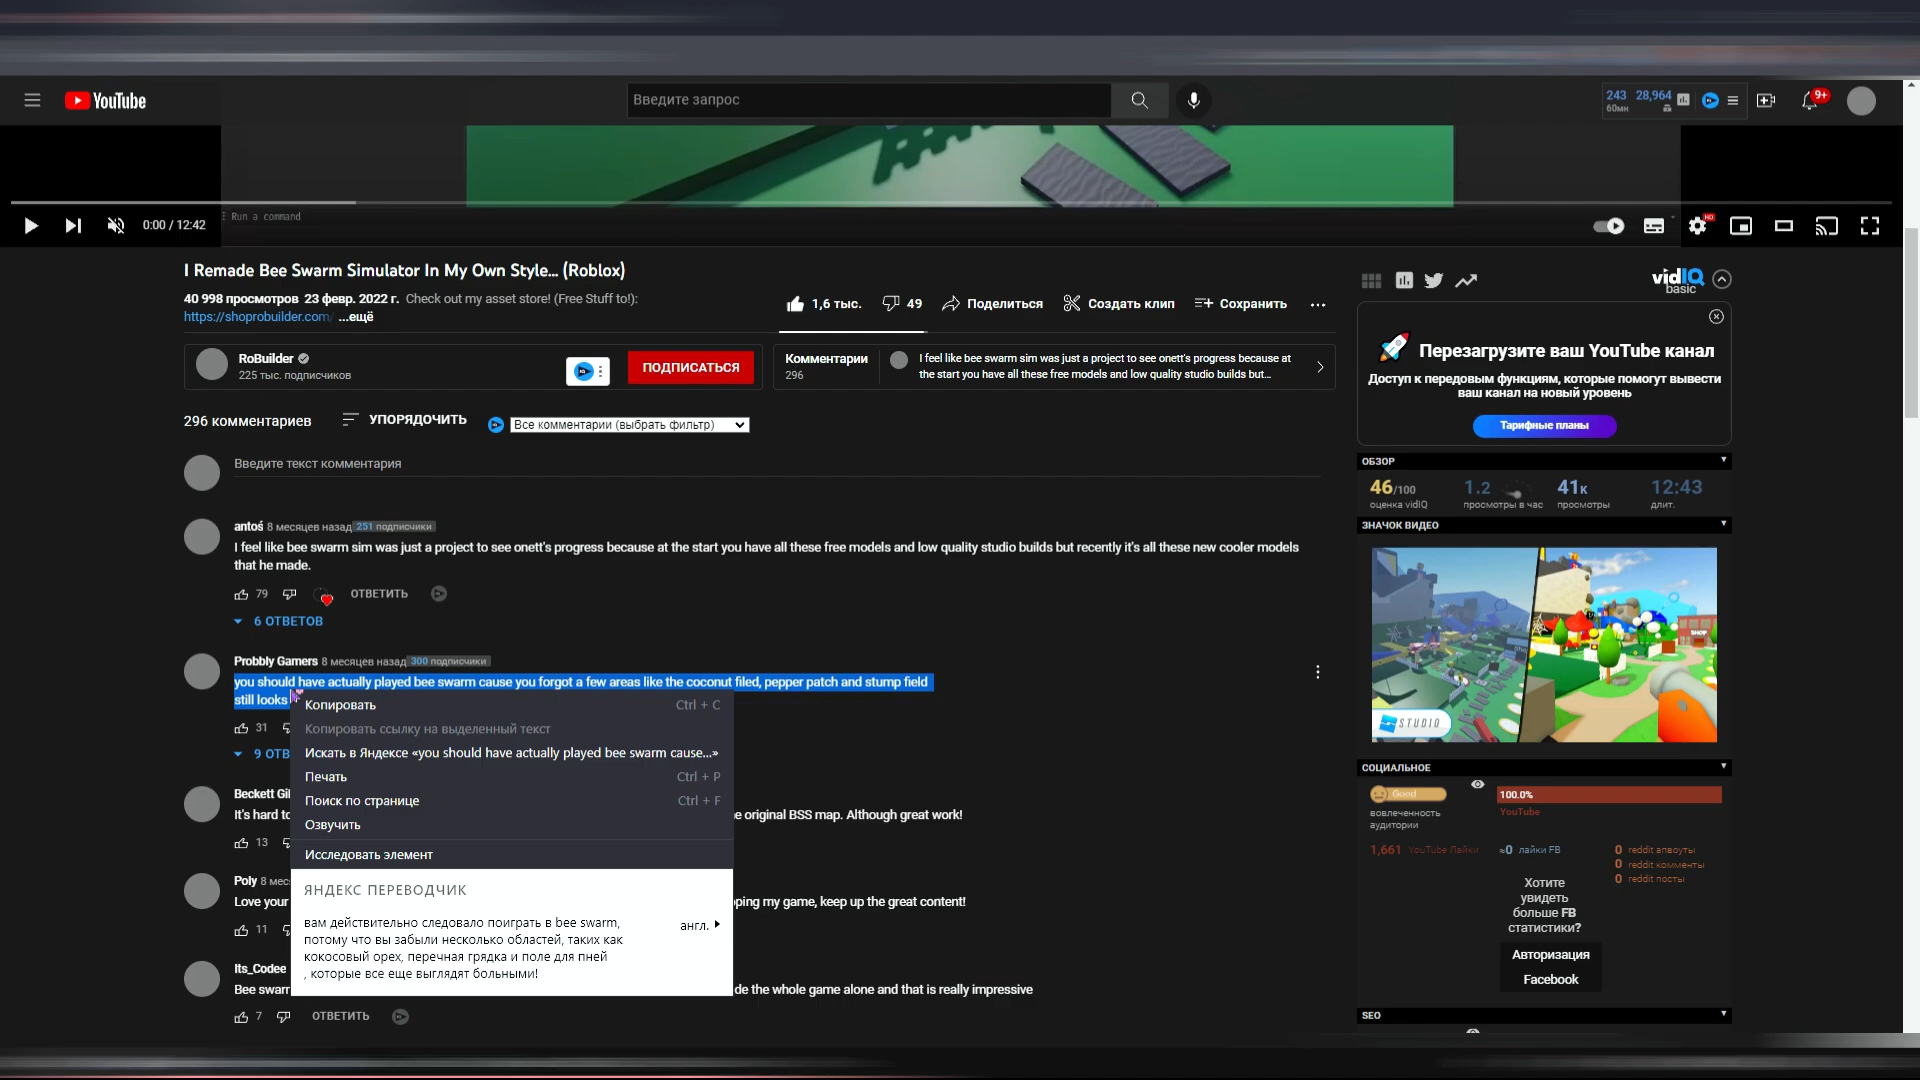 YouTube
Введите запрос
243 28,964
60мн
9+
0:00 / 12:42
Run a command
HD
I Remade Bee Swarm Simulator In My Own Style... (Roblox)
40 998 просмотров 23 февр. 2022 г. Check out my asset store! (Free Stuff to!):
https://shoprobuilder.com/ ...ещё
1,6 тыс. 49 Поделиться Создать клип Сохранить
RoBuilder
225 тыс. подписчиков
ПОДПИСАТЬСЯ
Комментарии
296
I feel like bee swarm sim was just a project to see onett's progress because at
the start you have all these free models and low quality studio builds but...
296 комментариев УПОРЯДОЧИТЬ Все комментарии (выбрать фильтр)
Введите текст комментария
antoś 8 месяцев назад 251 подписчики
I feel like bee swarm sim was just a project to see onett's progress because at the start you have all these free models and low quality studio builds but recently it's all these new cooler models
that he made.
79 ОТВЕТИТЬ
6 ОТВЕТОВ
Probbly Gamers 8 месяцев назад 300 подписчики
you should have actually played bee swarm cause you forgot a few areas like the coconut filed, pepper patch and stump field
still looks
31
9 ОТВ
Beckett Gil
It's hard to
e original BSS map. Although great work!
13
Poly 8 мес
Love your
ping my game, keep up the great content!
11
Its_Codee
Bee swarm
de the whole game alone and that is really impressive
7 ОТВЕТИТЬ
Копировать Ctrl + C
Копировать ссылку на выделенный текст
Искать в Яндексе «you should have actually played bee swarm cause...»
Печать Ctrl + P
Поиск по странице Ctrl + F
Озвучить
Исследовать элемент
ЯНДЕКС ПЕРЕВОДЧИК
вам действительно следовало поиграть в bee swarm,
потому что вы забыли несколько областей, таких как
кокосовый орех, перечная грядка и поле для пней
, которые все еще выглядят больными!
англ.
vidIQ
basic
Перезагрузите ваш YouTube канал
Доступ к передовым функциям, которые помогут вывести
ваш канал на новый уровень
Тарифные планы
ОБЗОР
46/100 1.2 41к 12:43
оценка vidIQ просмотры в час просмотры длит.
ЗНАЧОК ВИДЕО
SHOP
STUDIO
СОЦИАЛЬНОЕ
Good
вовлеченность
аудитории
100.0%
YouTube
1,661 YouTube Лайки
≈0 лайки FB
0 reddit апвоуты
0 reddit комменты
0 reddit посты
Хотите
увидеть
больше FB
статистики?
Авторизация
Facebook
SEO